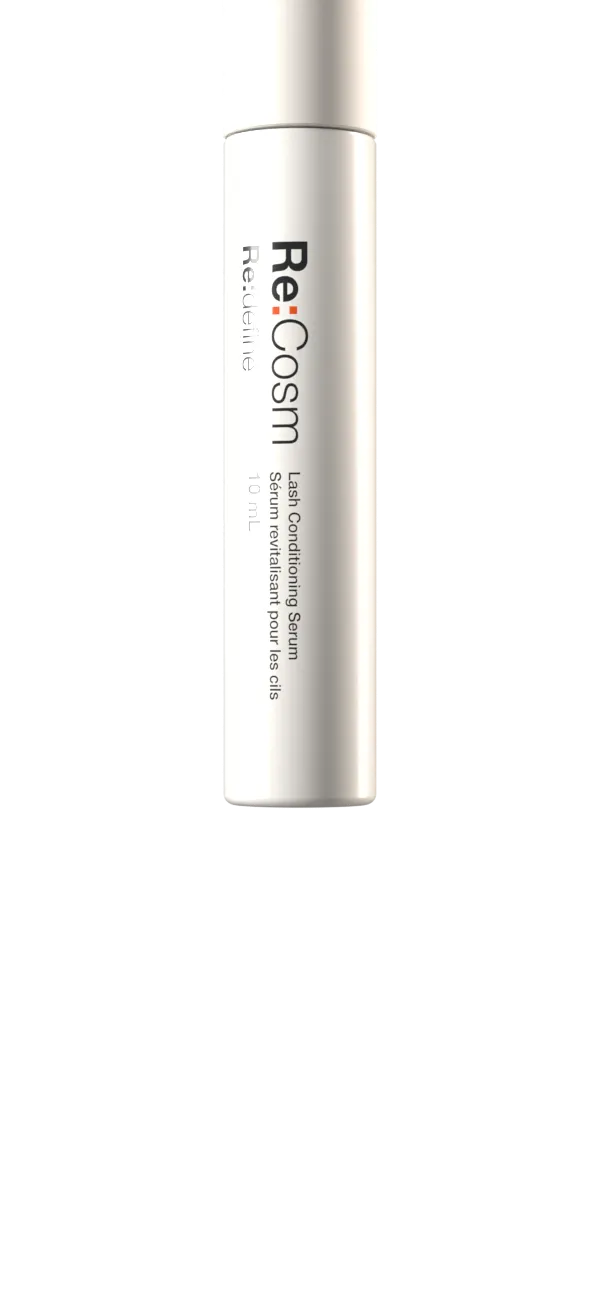 Re:Cosm
Re:define
Lash Conditioning Serum
Sérum revitalisant pour les cils
10 mL